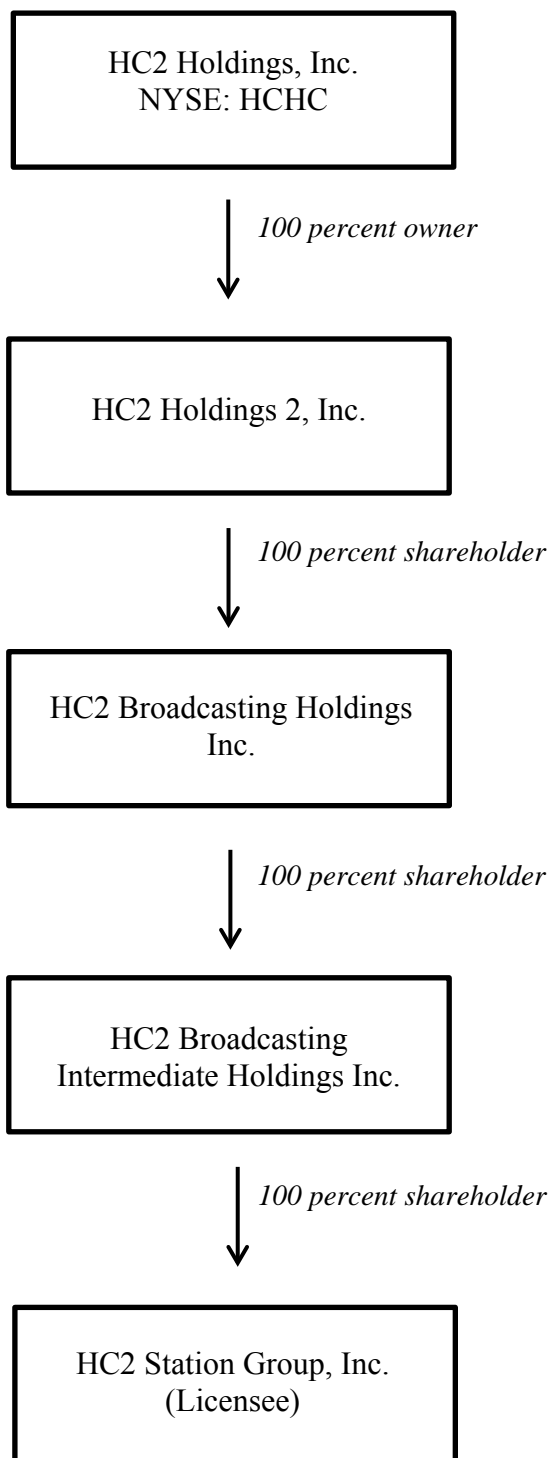 HC2 Holdings, Inc.
NYSE: HCHC
100 percent owner
HC2 Holdings 2, Inc.
100 percent shareholder
HC2 Broadcasting Holdings
Inc.
100 percent shareholder
HC2 Broadcasting
Intermediate Holdings Inc.
100 percent shareholder
HC2 Station Group, Inc.
(Licensee)